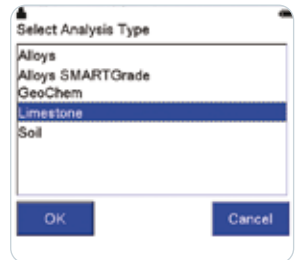 Select Analysis Type
Alloys
Alloys SMARTGrade
GeoChem
Limestone
Soil
OK
Cancel